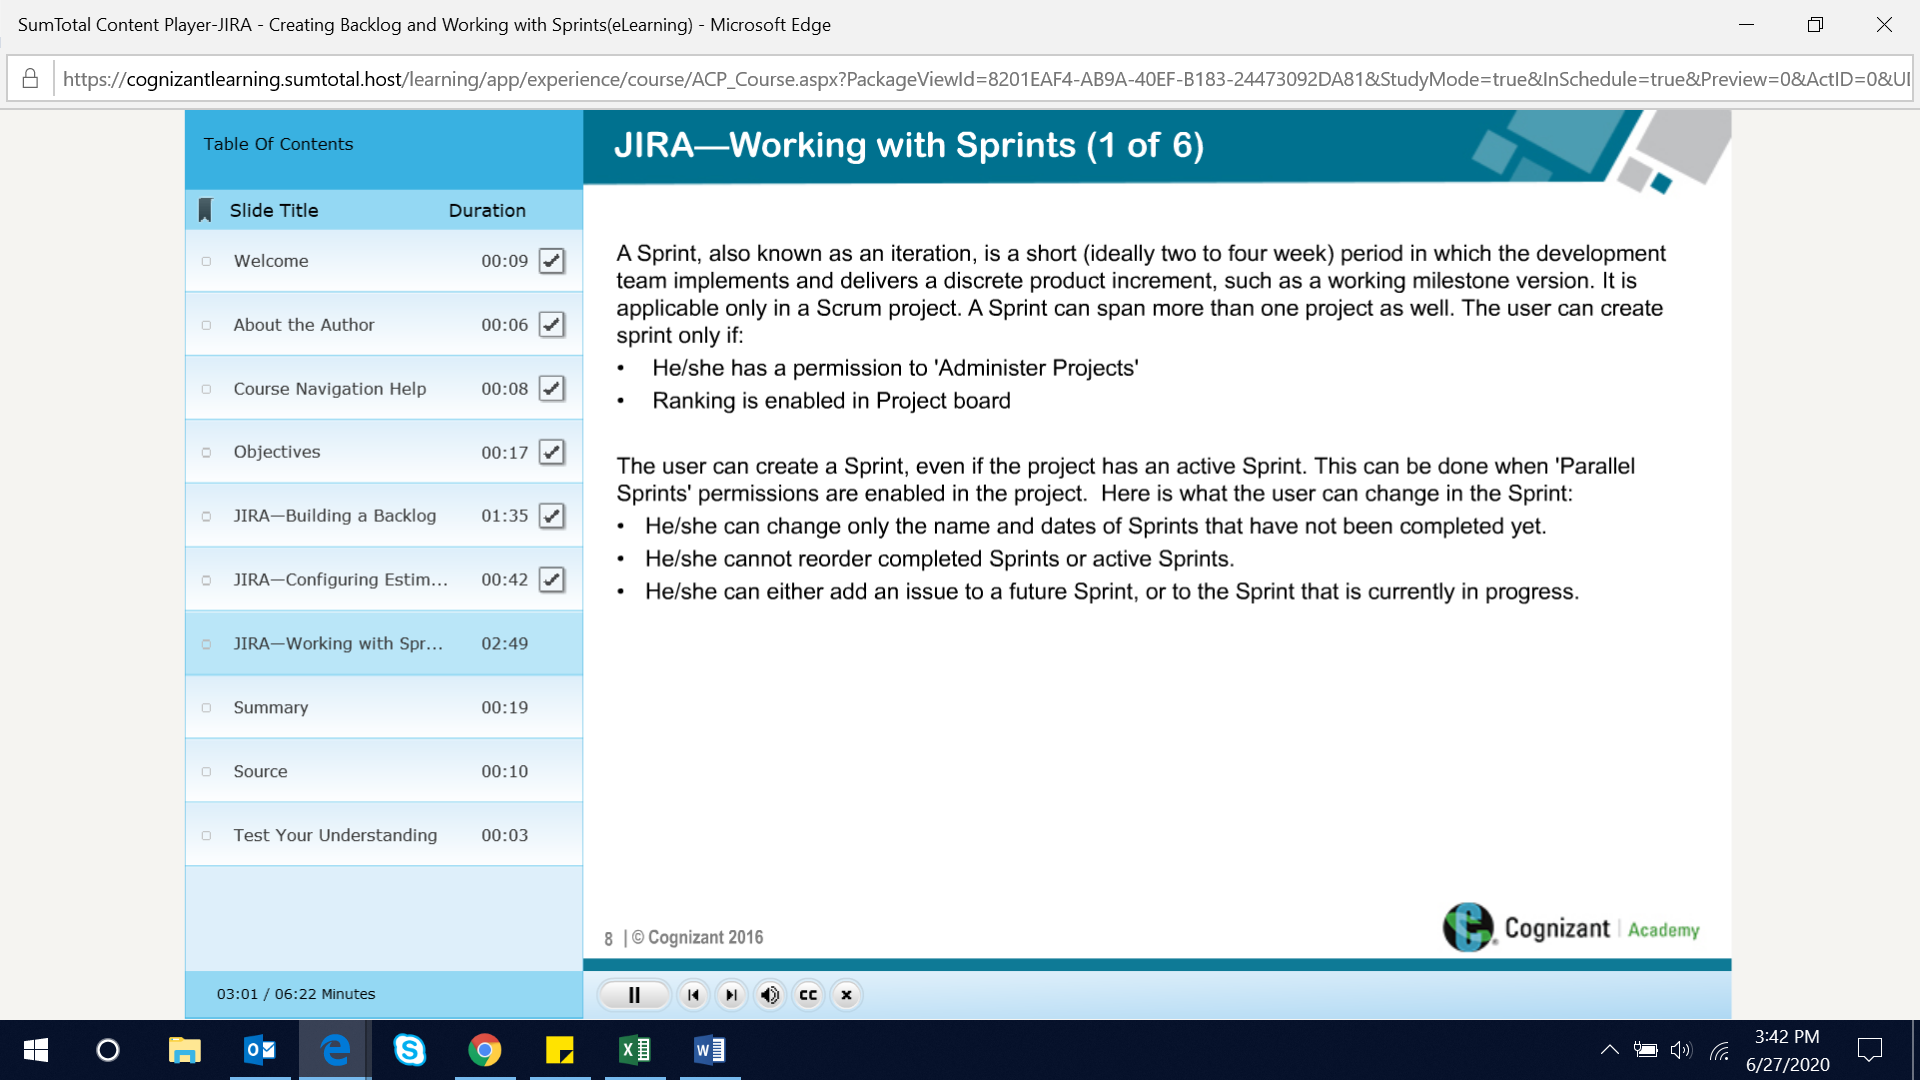 SumTotal Content Player-JIRA - Creating Backlog and Working with Sprints(eLearning) - Microsoft Edge
https://cognizantlearning.sumtotal.host/learning/app/experience/course/ACP_Course.aspx?PackageViewId=8201EAF4-AB9A-40EF-B183-24473092DA81&StudyMode=true&InSchedule=true&Preview=0&ActID=0&UI
Table Of Contents
Slide Title Duration
Welcome 00:09
About the Author 00:06
Course Navigation Help 00:08
Objectives 00:17
JIRA—Building a Backlog 01:35
JIRA—Configuring Estim... 00:42
JIRA—Working with Spr... 02:49
Summary 00:19
Source 00:10
Test Your Understanding 00:03
03:01 / 06:22 Minutes
JIRA—Working with Sprints (1 of 6)
A Sprint, also known as an iteration, is a short (ideally two to four week) period in which the development
team implements and delivers a discrete product increment, such as a working milestone version. It is
applicable only in a Scrum project. A Sprint can span more than one project as well. The user can create
sprint only if:
• He/she has a permission to 'Administer Projects'
• Ranking is enabled in Project board
The user can create a Sprint, even if the project has an active Sprint. This can be done when 'Parallel
Sprints' permissions are enabled in the project.  Here is what the user can change in the Sprint:
• He/she can change only the name and dates of Sprints that have not been completed yet.
• He/she cannot reorder completed Sprints or active Sprints.
• He/she can either add an issue to a future Sprint, or to the Sprint that is currently in progress.
8 | © Cognizant 2016
Cognizant | Academy
CC
3:42 PM
6/27/2020